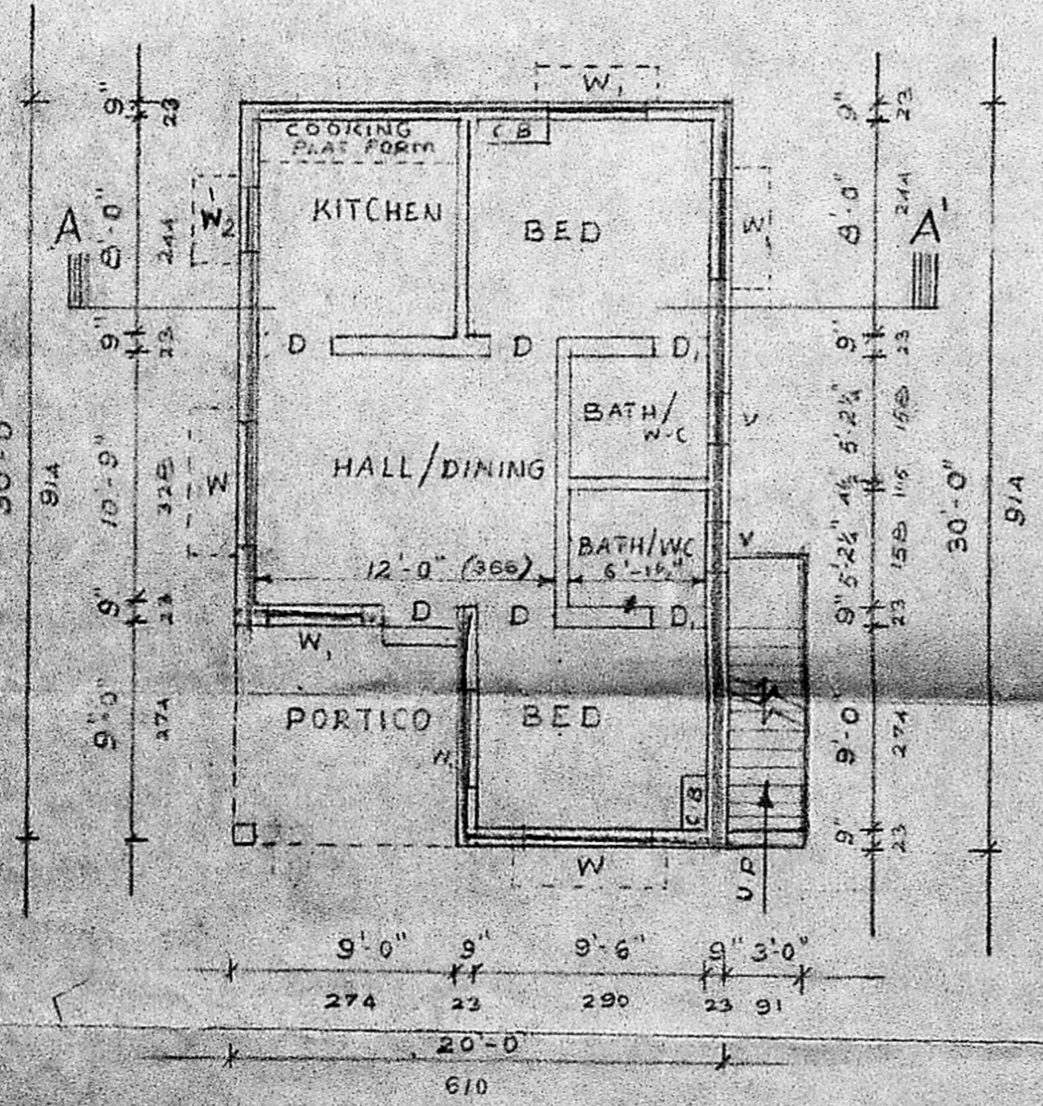 W1
COOKING
PLAT FORM
C B
KITCHEN
BED
W2
A
A'
D
D
D1
BATH/
W-C
V
HALL/DINING
W
BATH/WC
V
12'-0" (366)
6'-1½"
D
D
D1
W1
PORTICO
BED
C B
W
UP
9"
23
8'-0"
244
9"
23
10'-9"
328
9"
23
9'-0"
274
914
9"
23
8'-0"
244
9"
23
5'-2¼"
158
4½"
115
5'-2¼"
158
9"
23
9'-0
274
9"
23
30'-0"
914
9'-0" 9" 9'-6" 9" 3'-0"
274 23 290 23 91
20'-0"
610